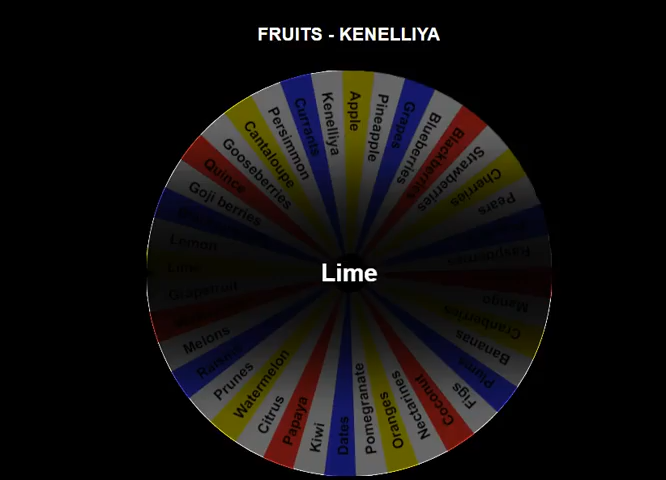 FRUITS - KENELLIYA
Apple
Pineapple
Grapes
Blueberries
Blackberries
Strawberries
Cherries
Pears
Mango
Cranberries
Bananas
Plums
Figs
Coconut
Nectarines
Oranges
Pomegranate
Dates
Kiwi
Papaya
Citrus
Watermelon
Prunes
Raisins
Melons
Grapefruit
Lime
Lemon
Goji berries
Quince
Gooseberries
Cantaloupe
Persimmon
Currants
Kenelliya
Lime